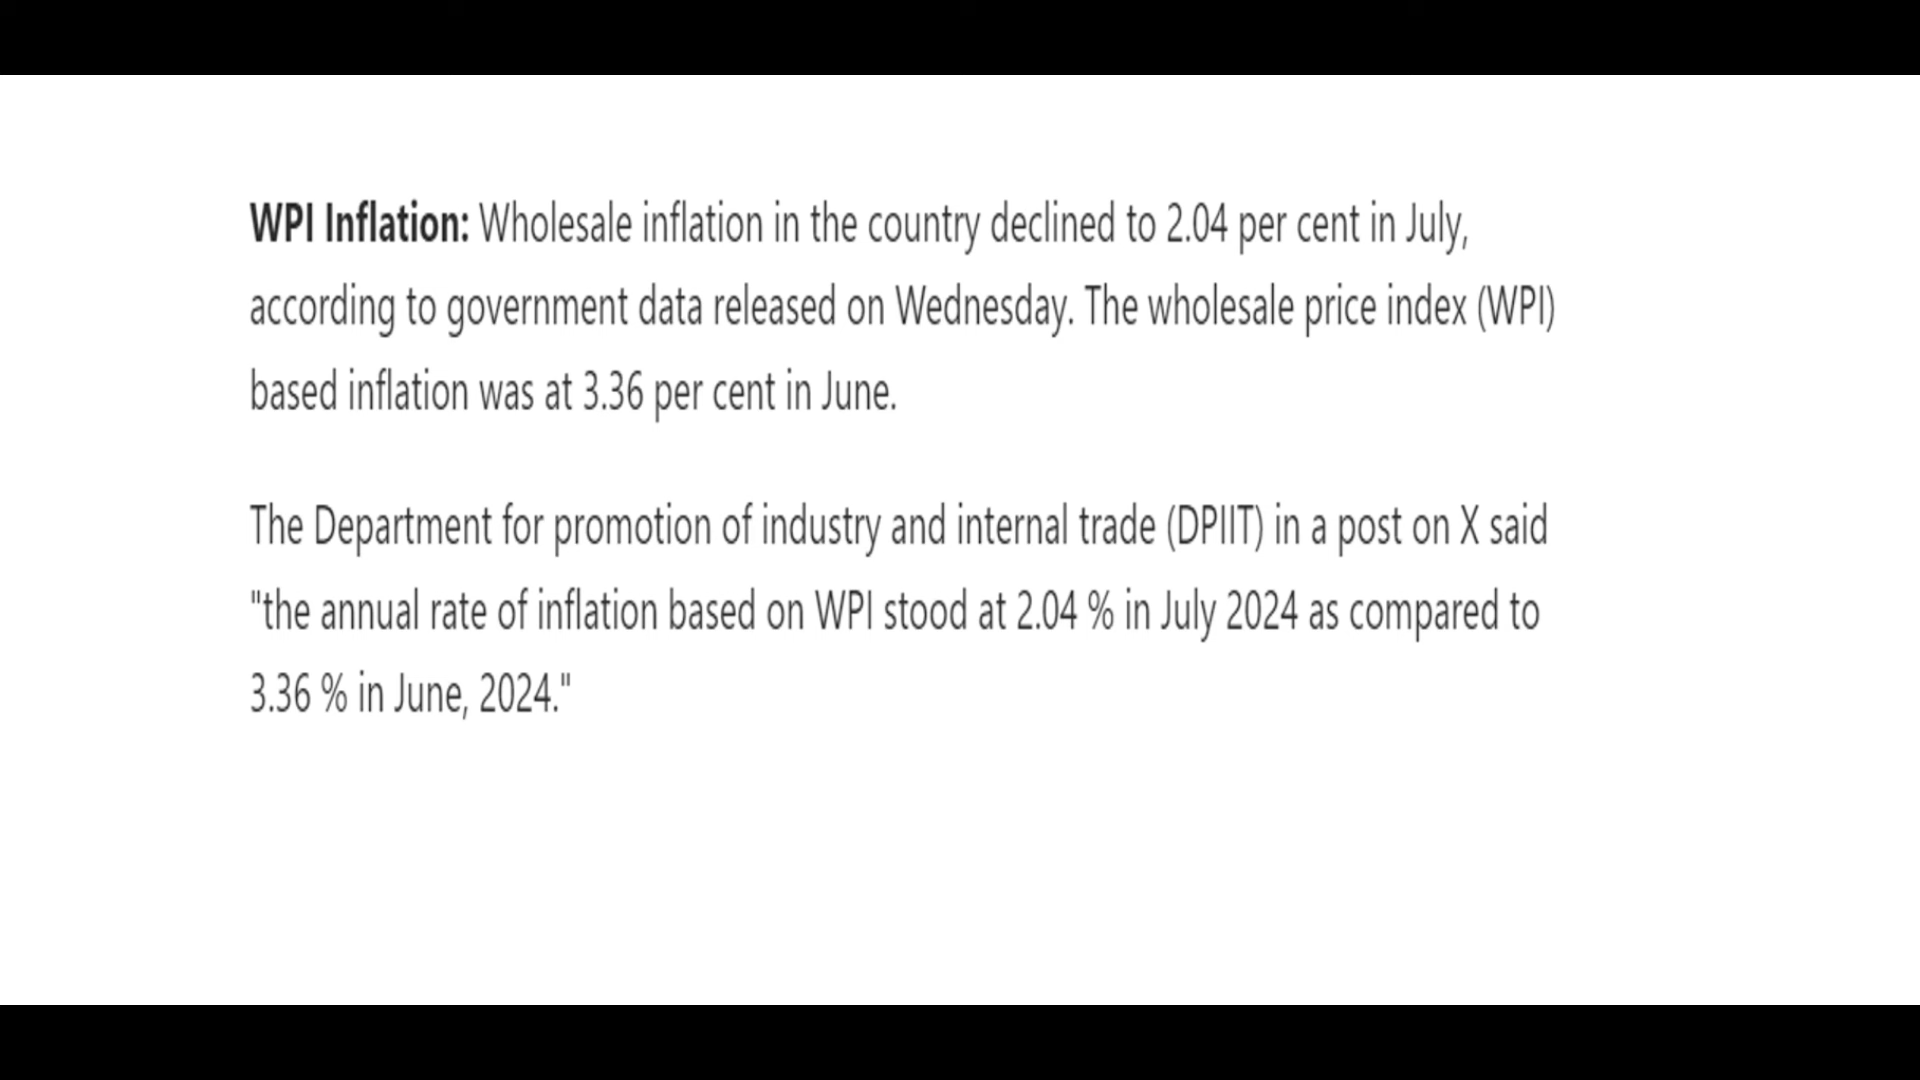 WPI Inflation: Wholesale inflation in the country declined to 2.04 per cent in July,
according to government data released on Wednesday. The wholesale price index (WPI)
based inflation was at 3.36 per cent in June.
The Department for promotion of industry and internal trade (DPIIT) in a post on X said
"the annual rate of inflation based on WPI stood at 2.04 % in July 2024 as compared to
3.36 % in June, 2024."